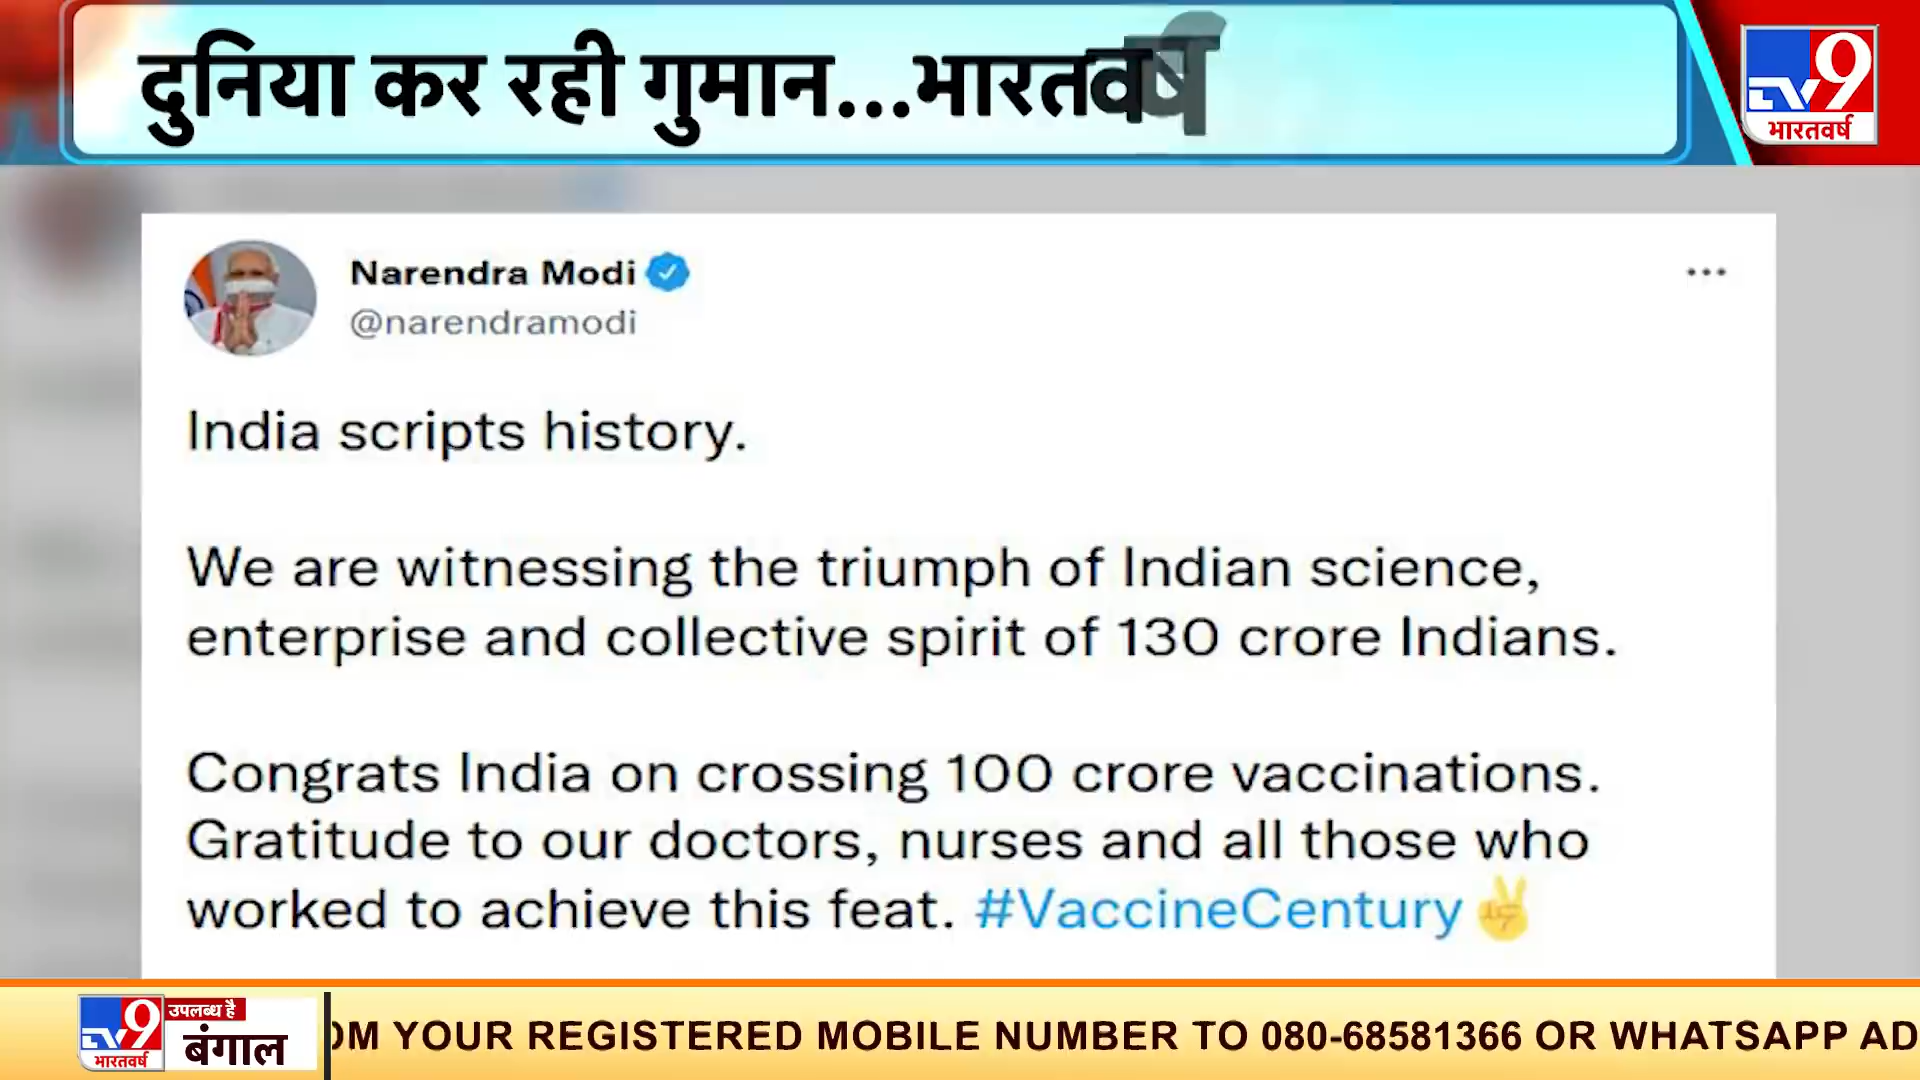 दुनिया कर रही गुमान...भारतवर्ष
TV9
भारतवर्ष
Narendra Modi
@narendramodi
India scripts history.
We are witnessing the triumph of Indian science,
enterprise and collective spirit of 130 crore Indians.
Congrats India on crossing 100 crore vaccinations.
Gratitude to our doctors, nurses and all those who
worked to achieve this feat. #VaccineCentury✌
TV9
भारतवर्ष
उपलब्ध है
बंगाल
YOUR REGISTERED MOBILE NUMBER TO 080-68581366 OR WHATSAPP